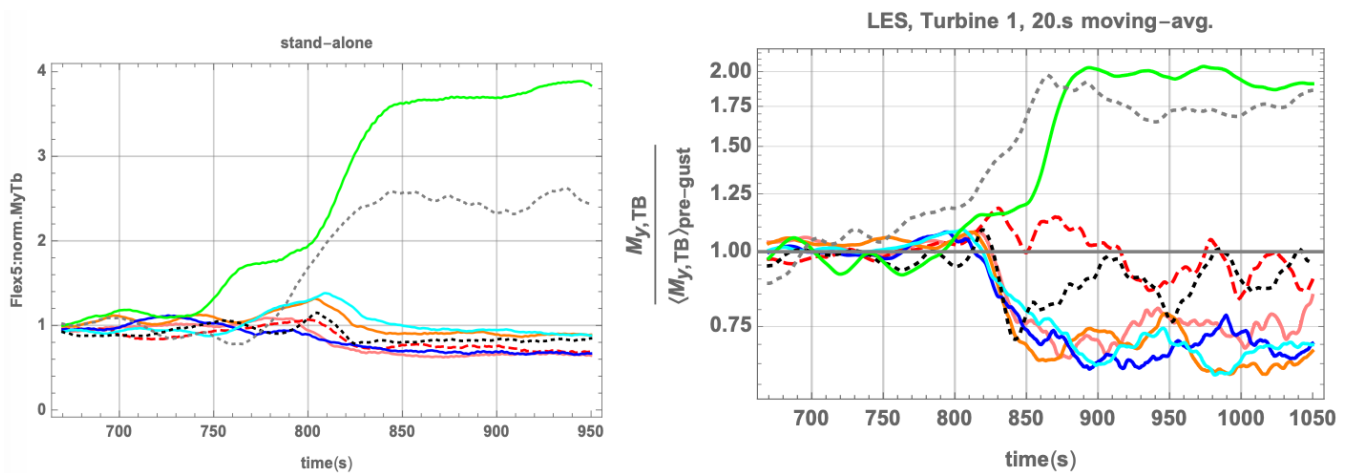 stand−alone
Flex5:norm.MyTb
4
3
2
1
0
700 750 800 850 900 950
time(s)
LES, Turbine 1, 20.s moving−avg.
My,TB
⟨My,TB⟩pre−gust
2.00
1.75
1.50
1.25
1.00
0.75
700 750 800 850 900 950 1000 1050
time(s)